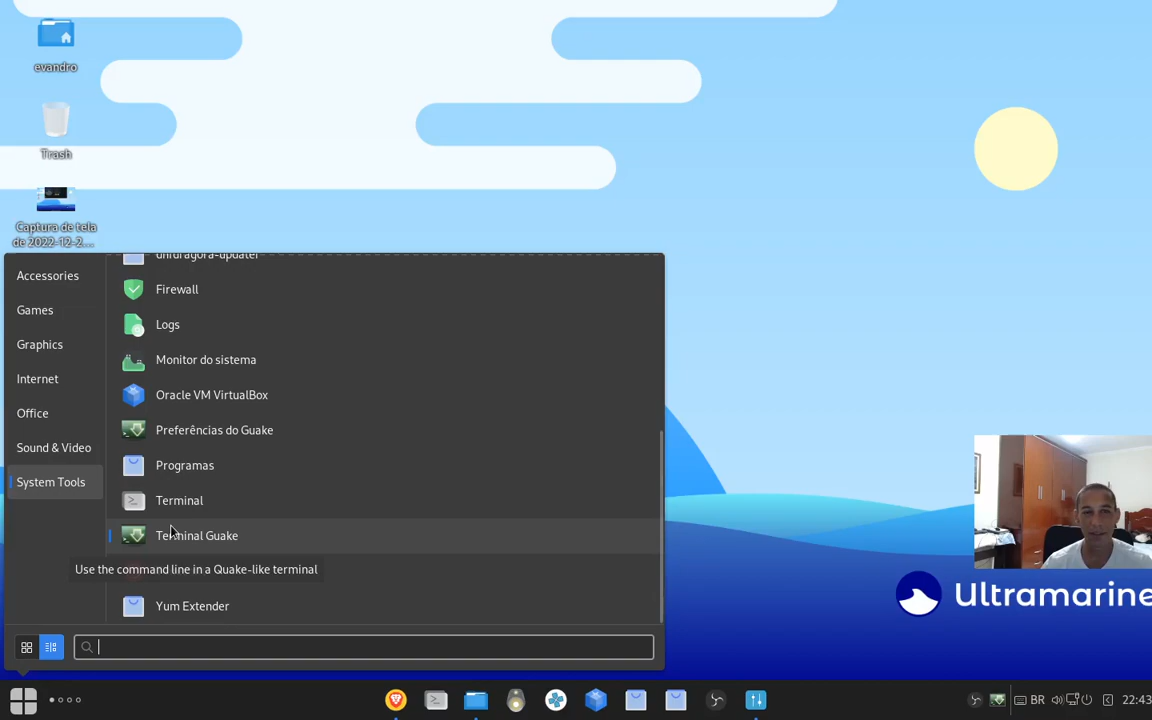 evandro
Trash
Captura de tela
de 2022-12-2...
Accessories
Games
Graphics
Internet
Office
Sound & Video
System Tools
Firewall
Logs
Monitor do sistema
Oracle VM VirtualBox
Preferências do Guake
Programas
Terminal
Terminal Guake
Use the command line in a Quake-like terminal
Yum Extender
Ultramarine
BR
22:43